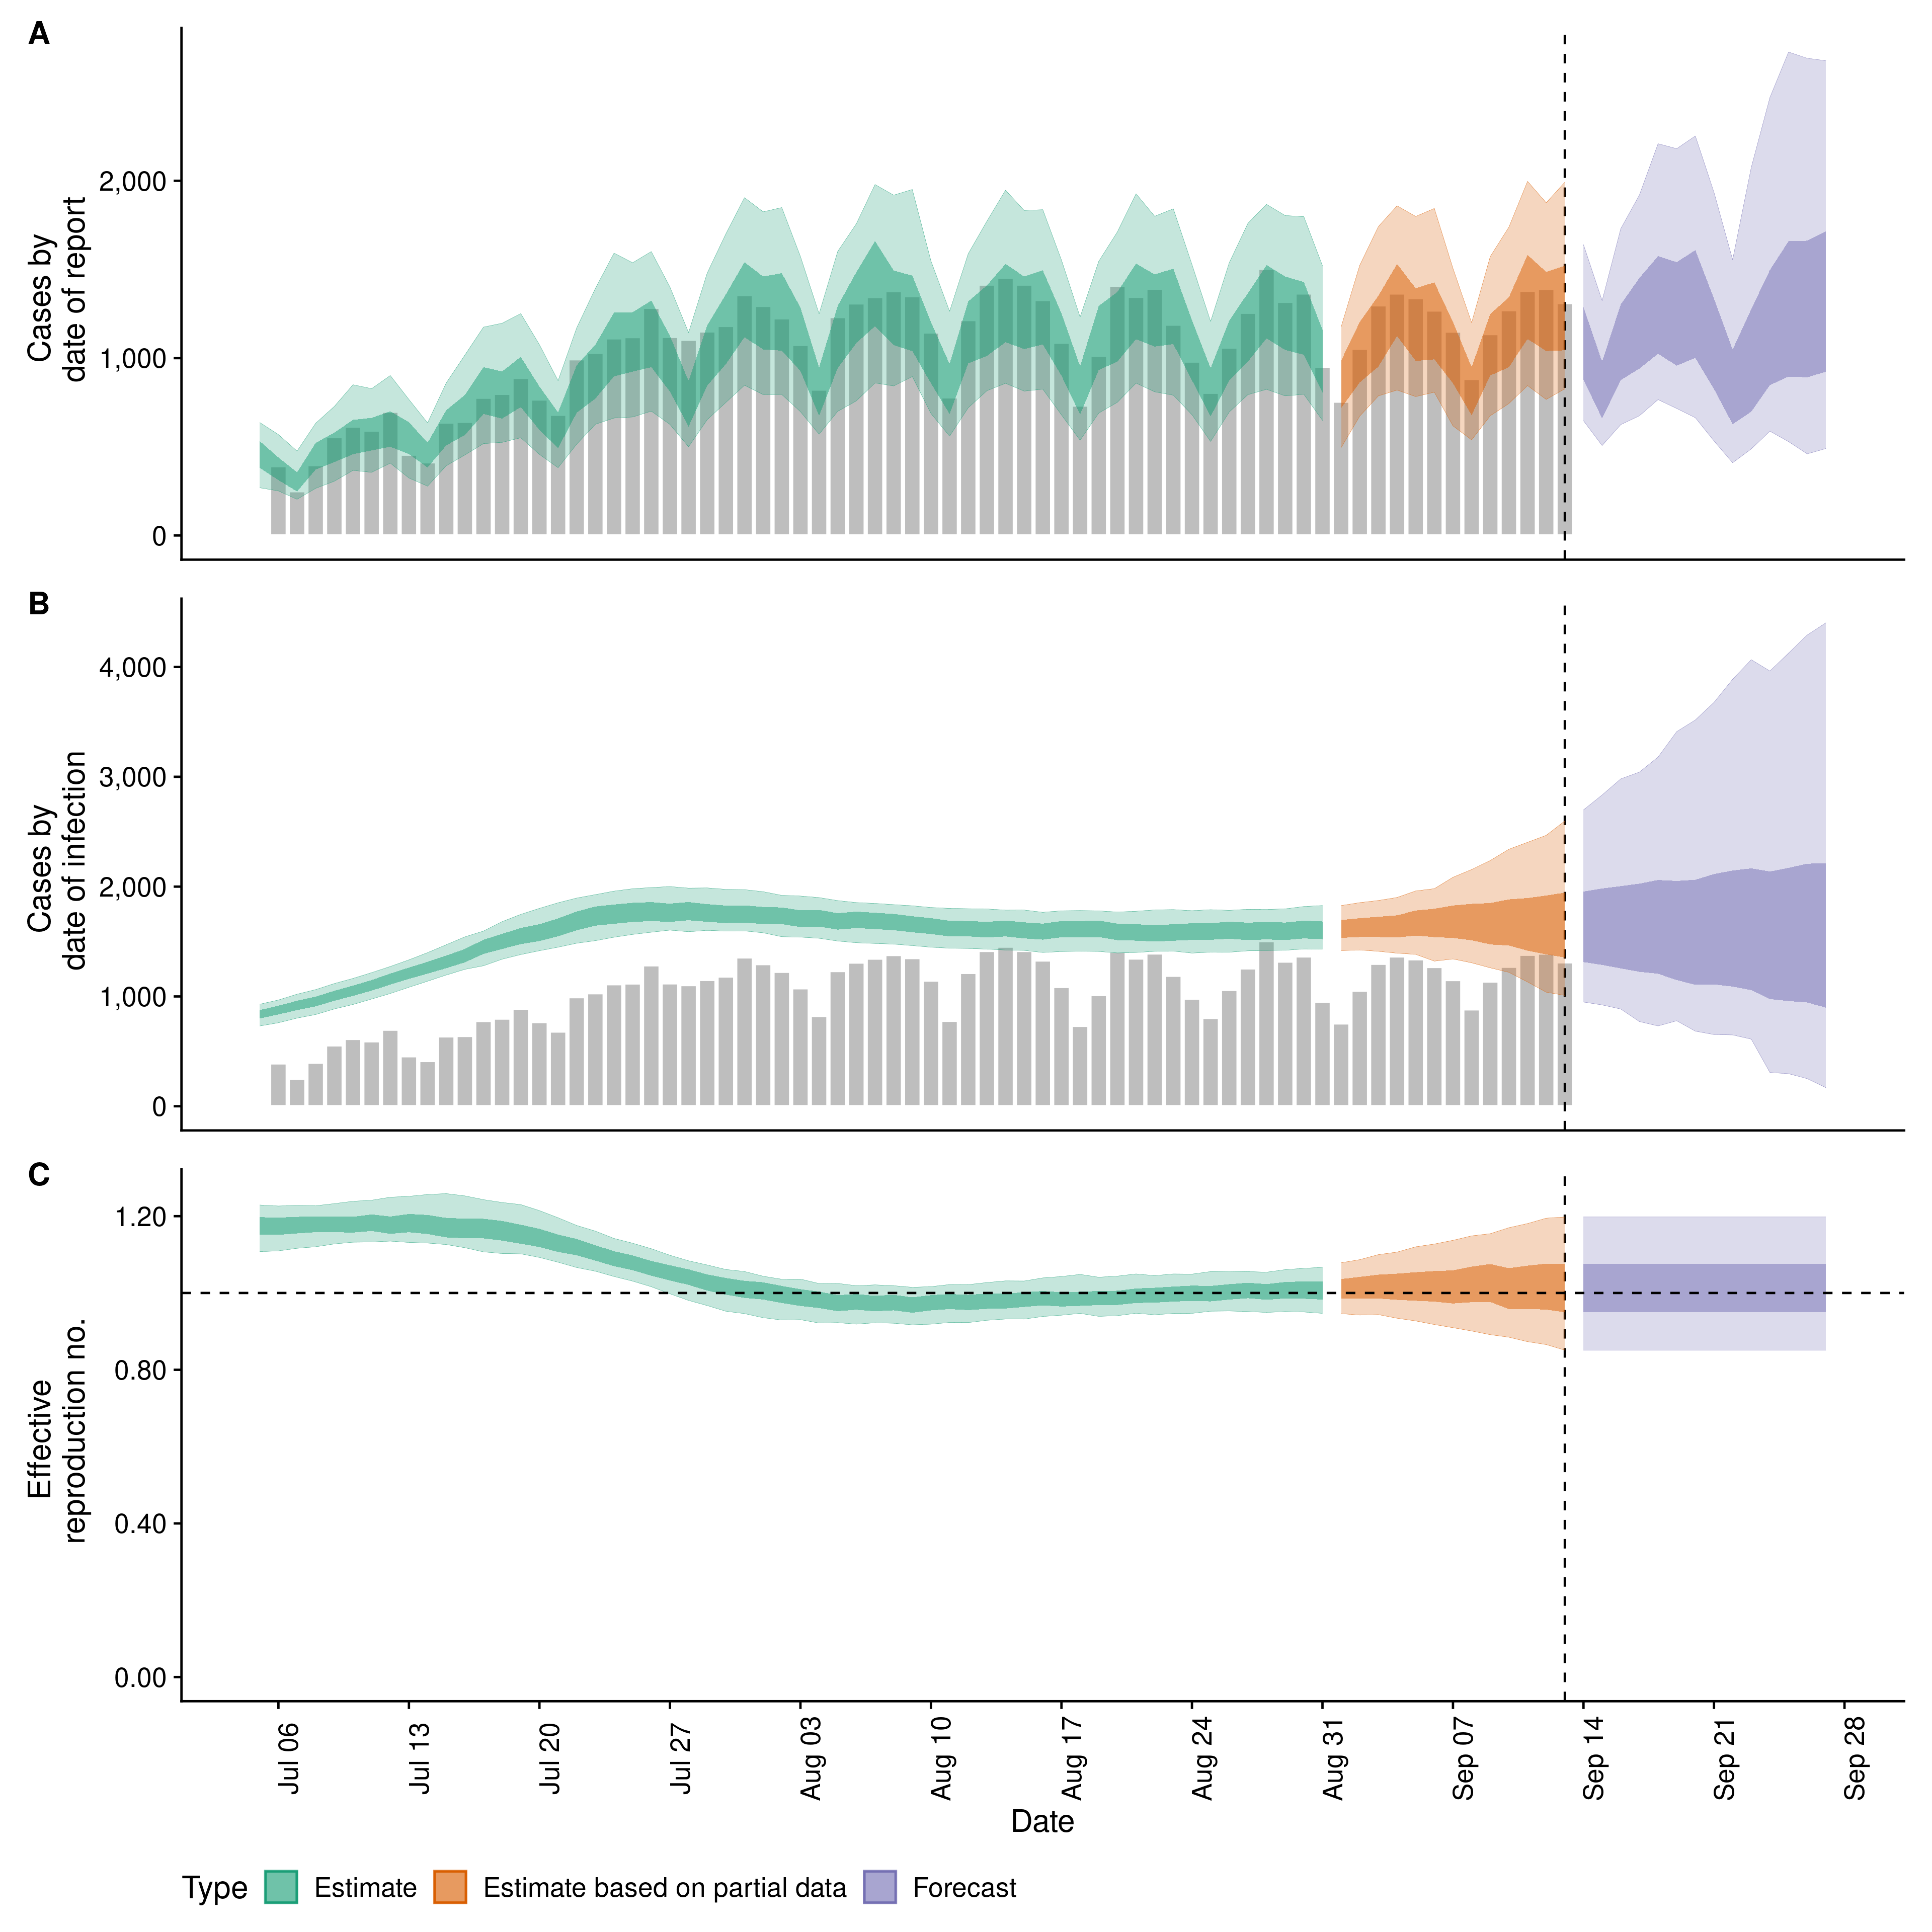 A
Cases by
date of report
2,000
1,000
0
B
Cases by
date of infection
4,000
3,000
2,000
1,000
0
C
Effective
reproduction no.
1.20
0.80
0.40
0.00
Jul 06
Jul 13
Jul 20
Jul 27
Aug 03
Aug 10
Aug 17
Aug 24
Aug 31
Sep 07
Sep 14
Sep 21
Sep 28
Date
Type Estimate Estimate based on partial data Forecast